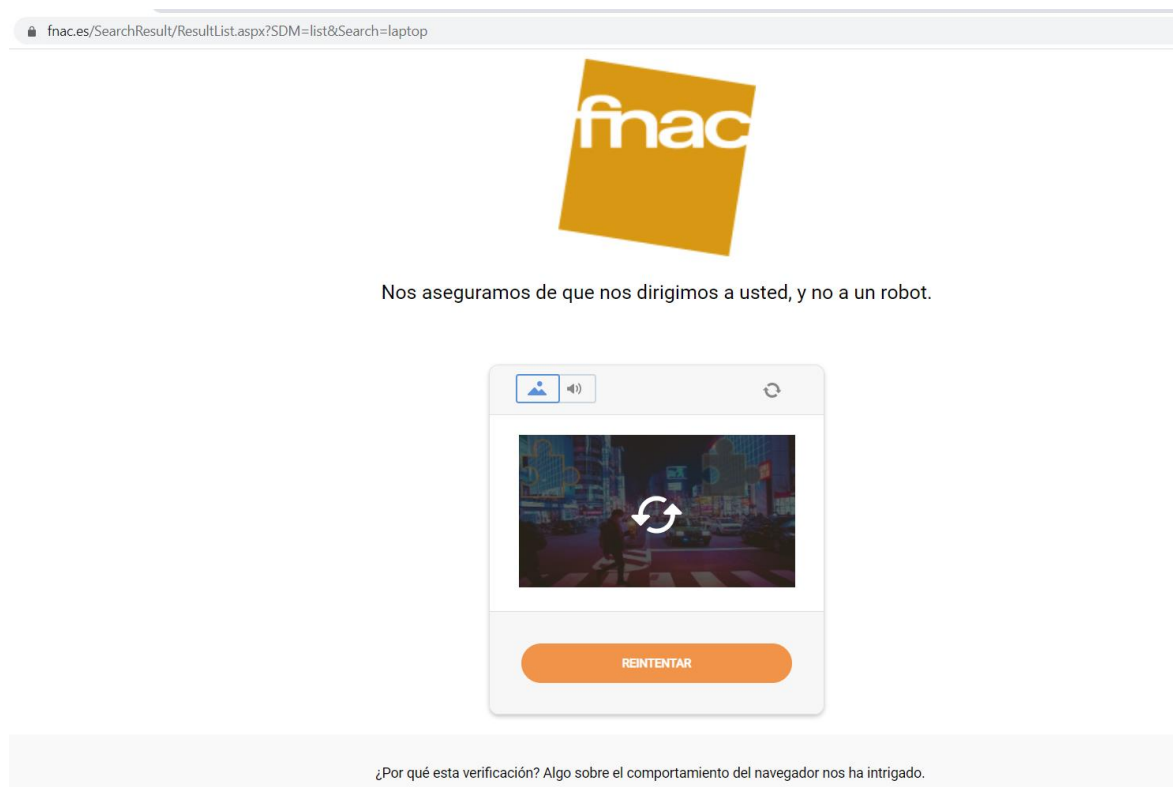 fnac.es/SearchResult/ResultList.aspx?SDM=list&Search=laptop
fnac
Nos aseguramos de que nos dirigimos a usted, y no a un robot.
REINTENTAR
¿Por qué esta verificación? Algo sobre el comportamiento del navegador nos ha intrigado.